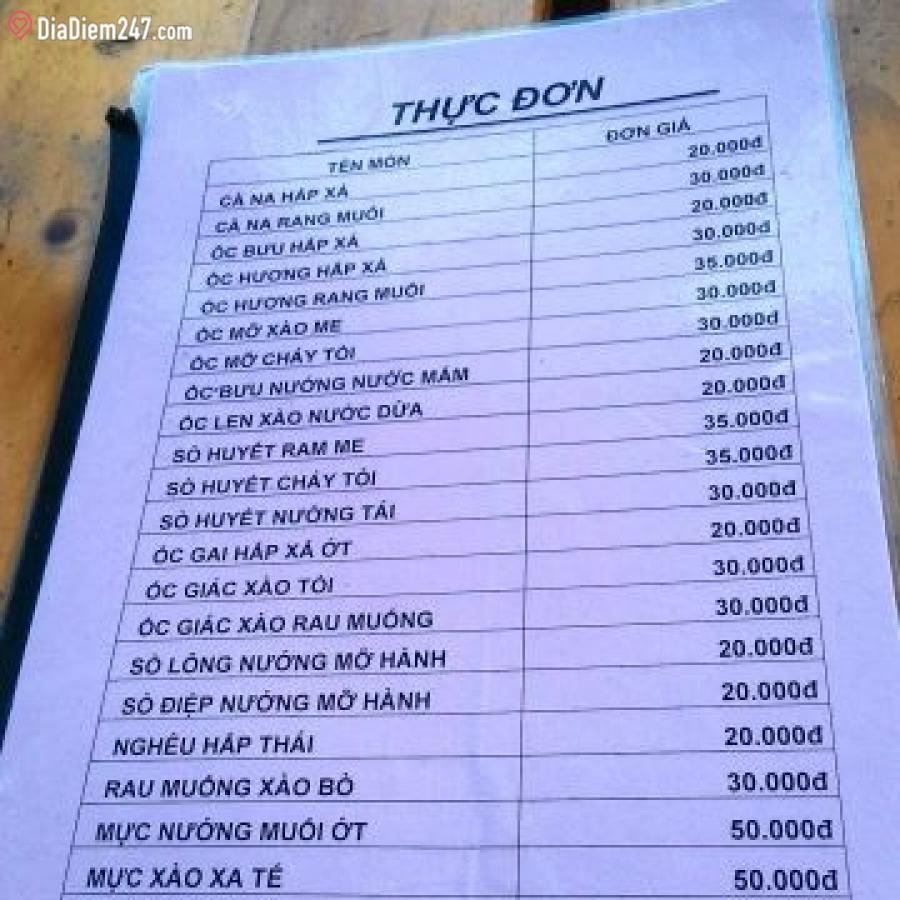 DiaDiem247.com
THỰC ĐƠN
TÊN MÓN ĐƠN GIÁ
CÀ NA HẤP XẢ 20.000đ
CÀ NA RANG MUỐI 30.000đ
ỐC BƯU HẤP XẢ 20.000đ
ỐC HƯƠNG HẤP XẢ 30.000đ
ỐC HƯƠNG RANG MUỐI 35.000đ
ỐC MỠ XÀO ME 30.000đ
ỐC MỠ CHÁY TỎI 30.000đ
ỐC BƯU NƯỚNG NƯỚC MẮM 20.000đ
ỐC LEN XÀO NƯỚC DỪA 20.000đ
SÒ HUYẾT RAM ME 35.000đ
SÒ HUYẾT CHÁY TỎI 35.000đ
SÒ HUYẾT NƯỚNG TÁI 30.000đ
ỐC GAI HẤP XẢ ỚT 20.000đ
ỐC GIÁC XÀO TỎI 30.000đ
ỐC GIÁC XÀO RAU MUỐNG 30.000đ
SÒ LÔNG NƯỚNG MỠ HÀNH 20.000đ
SÒ ĐIỆP NƯỚNG MỠ HÀNH 20.000đ
NGHÊU HẤP THÁI 20.000đ
RAU MUỐNG XÀO BÒ 30.000đ
MỰC NƯỚNG MUỐI ỚT 50.000đ
MỰC XÀO XA TẾ 50.000đ